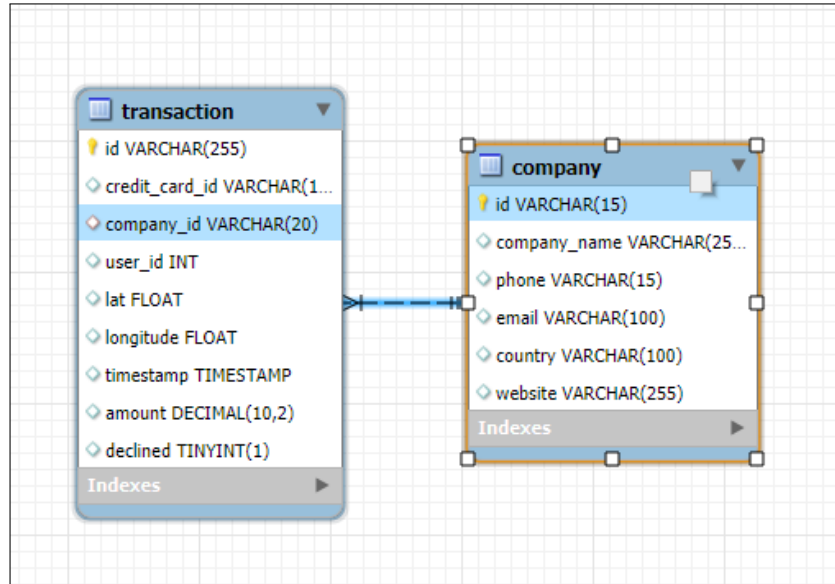 transaction
id VARCHAR(255)
credit_card_id VARCHAR(1...
company_id VARCHAR(20)
user_id INT
lat FLOAT
longitude FLOAT
timestamp TIMESTAMP
amount DECIMAL(10,2)
declined TINYINT(1)
Indexes
company
id VARCHAR(15)
company_name VARCHAR(25...
phone VARCHAR(15)
email VARCHAR(100)
country VARCHAR(100)
website VARCHAR(255)
Indexes